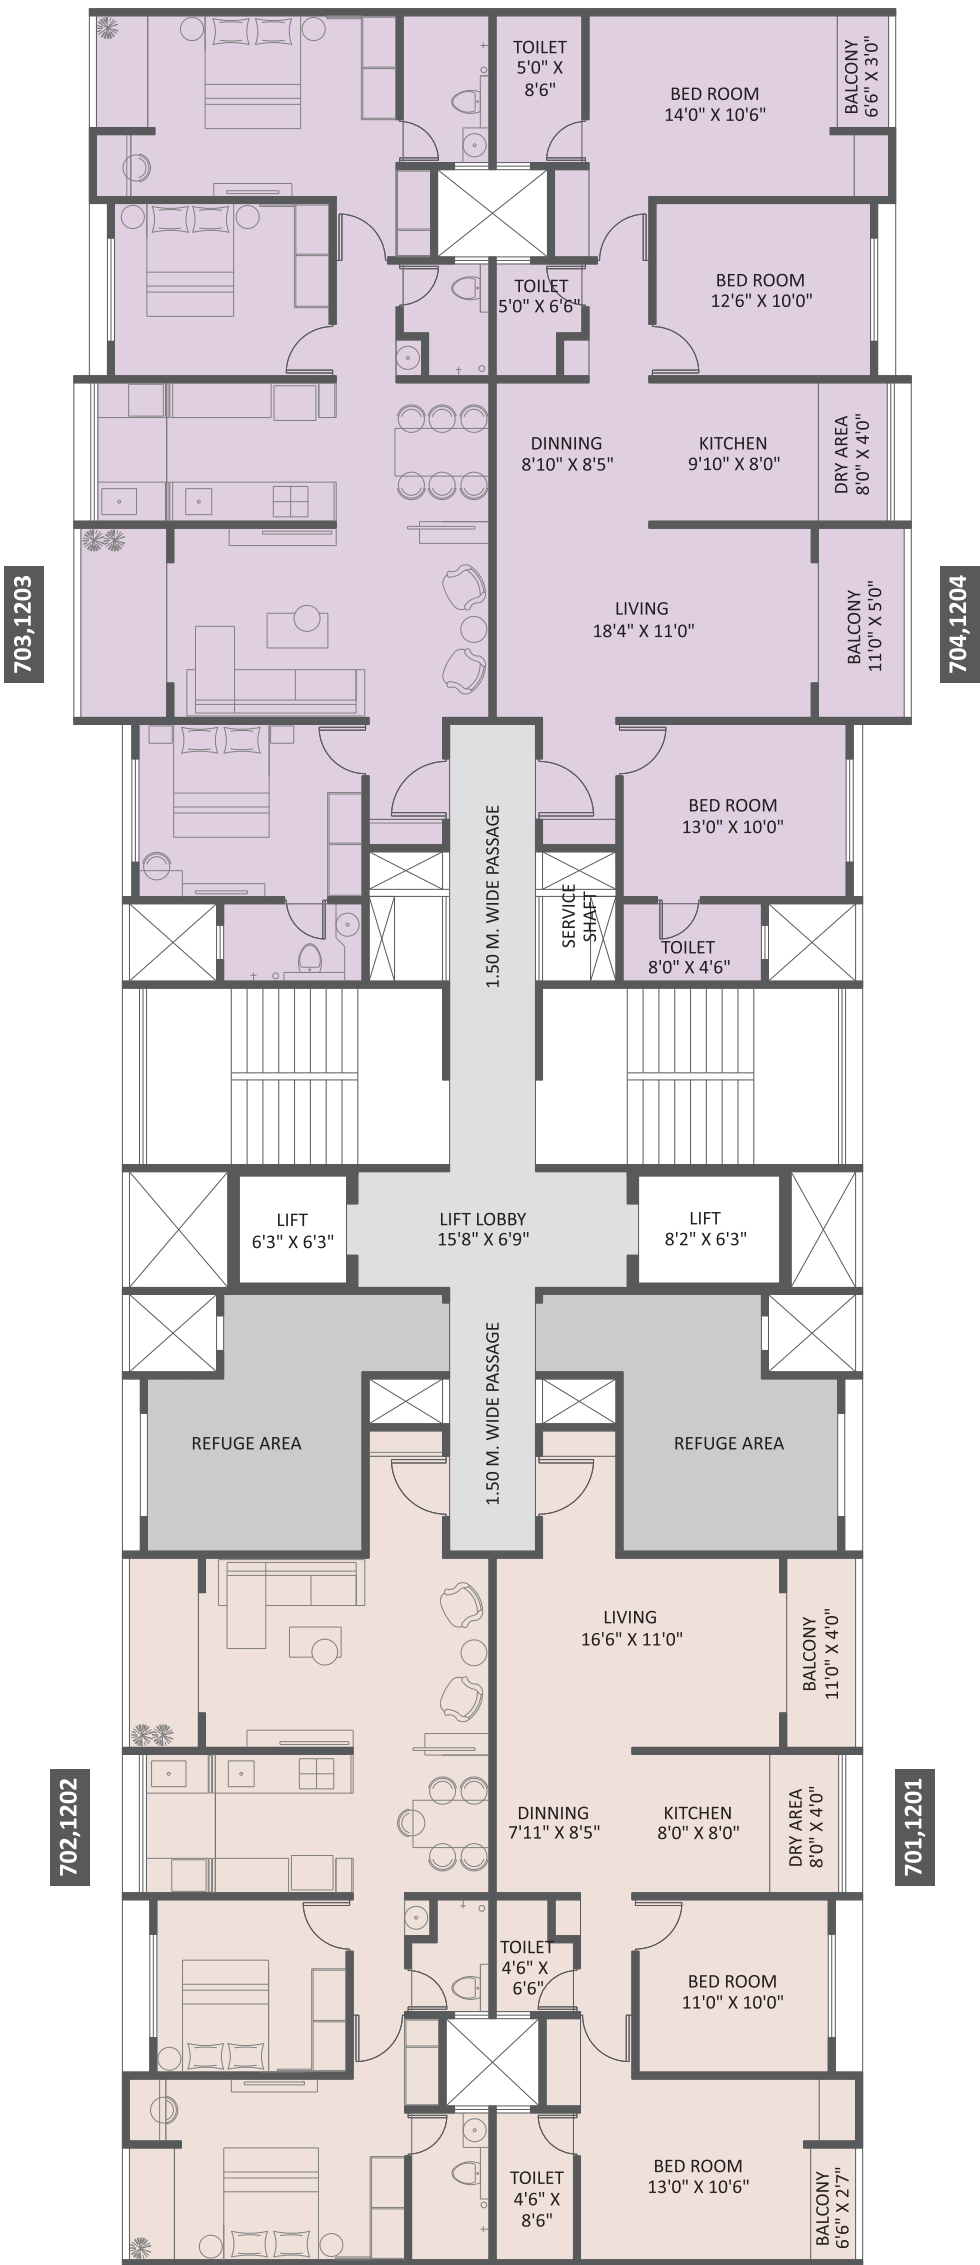 TOILET
5'0" X
8'6"
BED ROOM
14'0" X 10'6"
BALCONY
6'6" X 3'0"
TOILET
5'0" X 6'6"
BED ROOM
12'6" X 10'0"
DINNING
8'10" X 8'5"
KITCHEN
9'10" X 8'0"
DRY AREA
8'0" X 4'0"
703,1203
LIVING
18'4" X 11'0"
BALCONY
11'0" X 5'0"
704,1204
1.50 M. WIDE PASSAGE
BED ROOM
13'0" X 10'0"
SERVICE
SHAFT
TOILET
8'0" X 4'6"
LIFT
6'3" X 6'3"
LIFT LOBBY
15'8" X 6'9"
LIFT
8'2" X 6'3"
1.50 M. WIDE PASSAGE
REFUGE AREA
REFUGE AREA
LIVING
16'6" X 11'0"
BALCONY
11'0" X 4'0"
702,1202
DINNING
7'11" X 8'5"
KITCHEN
8'0" X 8'0"
DRY AREA
8'0" X 4'0"
701,1201
TOILET
4'6" X
6'6"
BED ROOM
11'0" X 10'0"
TOILET
4'6" X
8'6"
BED ROOM
13'0" X 10'6"
BALCONY
6'6" X 2'7"